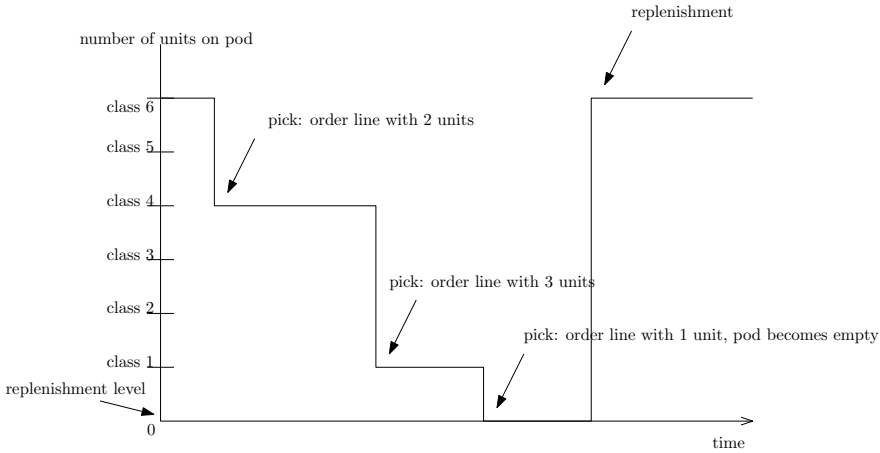 replenishment
number of units on pod
class 6
pick: order line with 2 units
class 5
class 4
class 3
pick: order line with 3 units
class 2
pick: order line with 1 unit, pod becomes empty
class 1
replenishment level
0
time